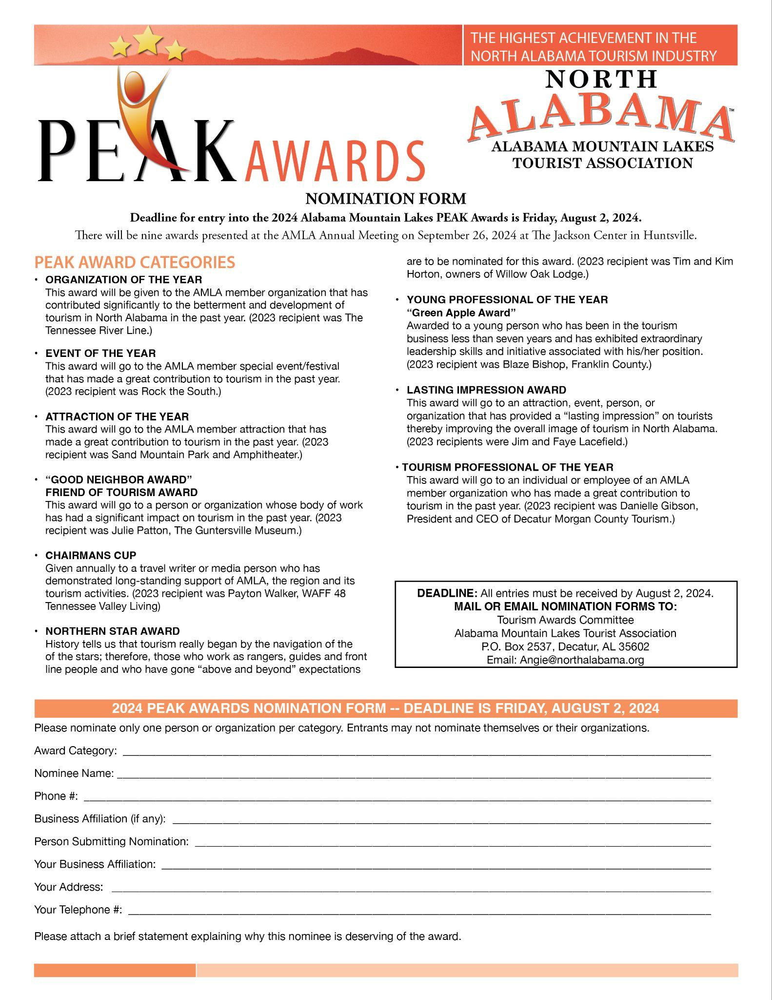 THE HIGHEST ACHIEVEMENT IN THE
NORTH ALABAMA TOURISM INDUSTRY
PEAK AWARDS
NORTH
ALABAMA™
ALABAMA MOUNTAIN LAKES
TOURIST ASSOCIATION
NOMINATION FORM
Deadline for entry into the 2024 Alabama Mountain Lakes PEAK Awards is Friday, August 2, 2024.
There will be nine awards presented at the AMLA Annual Meeting on September 26, 2024 at The Jackson Center in Huntsville.
PEAK AWARD CATEGORIES
• ORGANIZATION OF THE YEAR
This award will be given to the AMLA member organization that has
contributed significantly to the betterment and development of
tourism in North Alabama in the past year. (2023 recipient was The
Tennessee River Line.)
• EVENT OF THE YEAR
This award will go to the AMLA member special event/festival
that has made a great contribution to tourism in the past year.
(2023 recipient was Rock the South.)
• ATTRACTION OF THE YEAR
This award will go to the AMLA member attraction that has
made a great contribution to tourism in the past year. (2023
recipient was Sand Mountain Park and Amphitheater.)
• “GOOD NEIGHBOR AWARD”
FRIEND OF TOURISM AWARD
This award will go to a person or organization whose body of work
has had a significant impact on tourism in the past year. (2023
recipient was Julie Patton, The Guntersville Museum.)
• CHAIRMANS CUP
Given annually to a travel writer or media person who has
demonstrated long-standing support of AMLA, the region and its
tourism activities. (2023 recipient was Payton Walker, WAFF 48
Tennessee Valley Living)
• NORTHERN STAR AWARD
History tells us that tourism really began by the navigation of the
of the stars; therefore, those who work as rangers, guides and front
line people and who have gone “above and beyond” expectations
are to be nominated for this award. (2023 recipient was Tim and Kim
Horton, owners of Willow Oak Lodge.)
• YOUNG PROFESSIONAL OF THE YEAR
“Green Apple Award”
Awarded to a young person who has been in the tourism
business less than seven years and has exhibited extraordinary
leadership skills and initiative associated with his/her position.
(2023 recipient was Blaze Bishop, Franklin County.)
• LASTING IMPRESSION AWARD
This award will go to an attraction, event, person, or
organization that has provided a “lasting impression” on tourists
thereby improving the overall image of tourism in North Alabama.
(2023 recipients were Jim and Faye Lacefield.)
• TOURISM PROFESSIONAL OF THE YEAR
This award will go to an individual or employee of an AMLA
member organization who has made a great contribution to
tourism in the past year. (2023 recipient was Danielle Gibson,
President and CEO of Decatur Morgan County Tourism.)
DEADLINE: All entries must be received by August 2, 2024.
MAIL OR EMAIL NOMINATION FORMS TO:
Tourism Awards Committee
Alabama Mountain Lakes Tourist Association
P.O. Box 2537, Decatur, AL 35602
Email: Angie@northalabama.org
2024 PEAK AWARDS NOMINATION FORM -- DEADLINE IS FRIDAY, AUGUST 2, 2024
Please nominate only one person or organization per category. Entrants may not nominate themselves or their organizations.
Award Category:
Nominee Name:
Phone #:
Business Affiliation (if any):
Person Submitting Nomination:
Your Business Affiliation:
Your Address:
Your Telephone #:
Please attach a brief statement explaining why this nominee is deserving of the award.